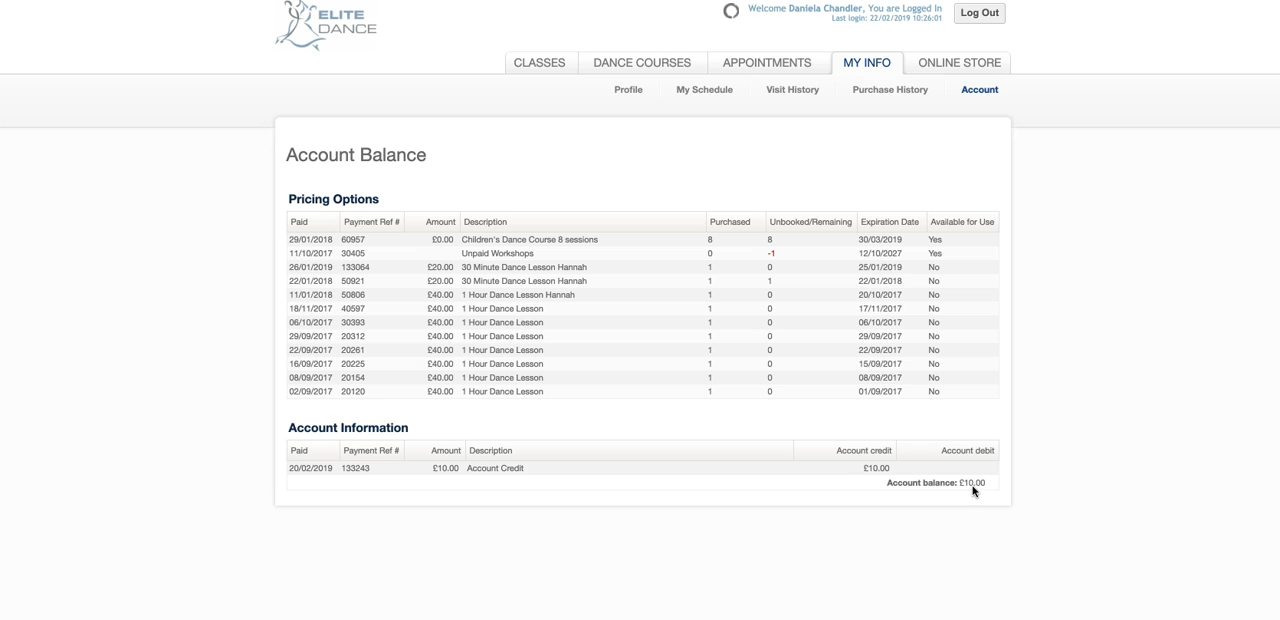 ELITE
DANCE
Welcome Daniela Chandler, You are Logged In
Last login: 22/02/2019 10:26:01
Log Out
CLASSES DANCE COURSES APPOINTMENTS MY INFO ONLINE STORE
Profile My Schedule Visit History Purchase History Account
Account Balance
Pricing Options
Paid Payment Ref # Amount Description Purchased Unbooked/Remaining Expiration Date Available for Use
29/01/2018 60957 £0.00 Children's Dance Course 8 sessions 8 8 30/03/2019 Yes
11/10/2017 30405 Unpaid Workshops 0 -1 12/10/2027 Yes
26/01/2019 133064 £20.00 30 Minute Dance Lesson Hannah 1 0 25/01/2019 No
22/01/2018 50921 £20.00 30 Minute Dance Lesson Hannah 1 1 22/01/2018 No
11/01/2018 50806 £40.00 1 Hour Dance Lesson Hannah 1 0 20/10/2017 No
18/11/2017 40597 £40.00 1 Hour Dance Lesson 1 0 17/11/2017 No
06/10/2017 30393 £40.00 1 Hour Dance Lesson 1 0 06/10/2017 No
29/09/2017 20312 £40.00 1 Hour Dance Lesson 1 0 29/09/2017 No
22/09/2017 20261 £40.00 1 Hour Dance Lesson 1 0 22/09/2017 No
16/09/2017 20225 £40.00 1 Hour Dance Lesson 1 0 15/09/2017 No
08/09/2017 20154 £40.00 1 Hour Dance Lesson 1 0 08/09/2017 No
02/09/2017 20120 £40.00 1 Hour Dance Lesson 1 0 01/09/2017 No
Account Information
Paid Payment Ref # Amount Description Account credit Account debit
20/02/2019 133243 £10.00 Account Credit £10.00
Account balance: £10.00